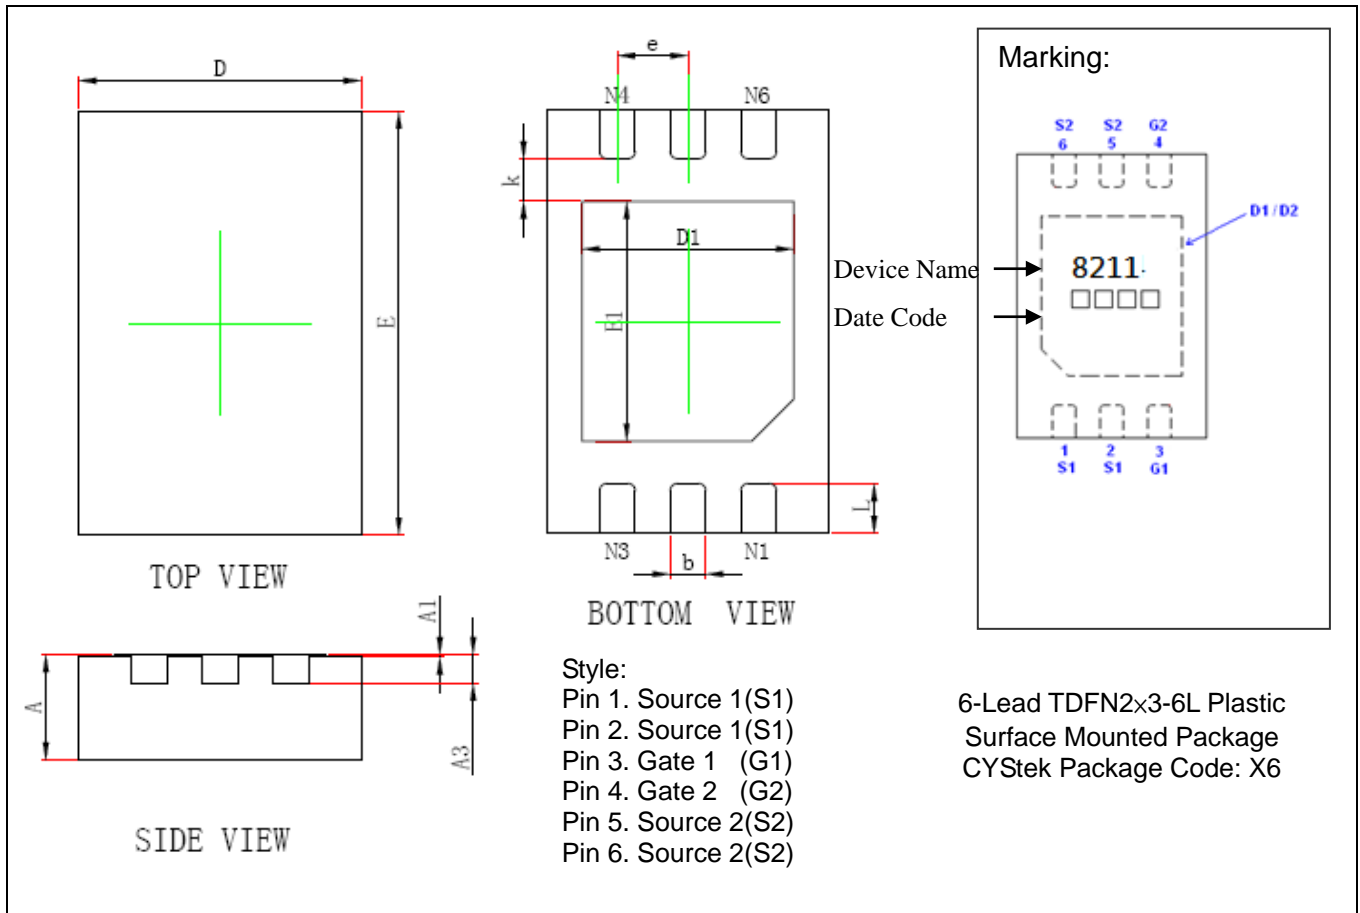 D
E
TOP VIEW
A
A1
A3
SIDE VIEW
e
N4
N6
k
D1
E1
L
N3
b
N1
BOTTOM VIEW
Style:
Pin 1. Source 1(S1)
Pin 2. Source 1(S1)
Pin 3. Gate 1 (G1)
Pin 4. Gate 2 (G2)
Pin 5. Source 2(S2)
Pin 6. Source 2(S2)
Marking:
S2 S2 G2
6 5 4
D1/D2
Device Name
8211
Date Code
1 2 3
S1 S1 G1
6-Lead TDFN2×3-6L Plastic
Surface Mounted Package
CYStek Package Code: X6